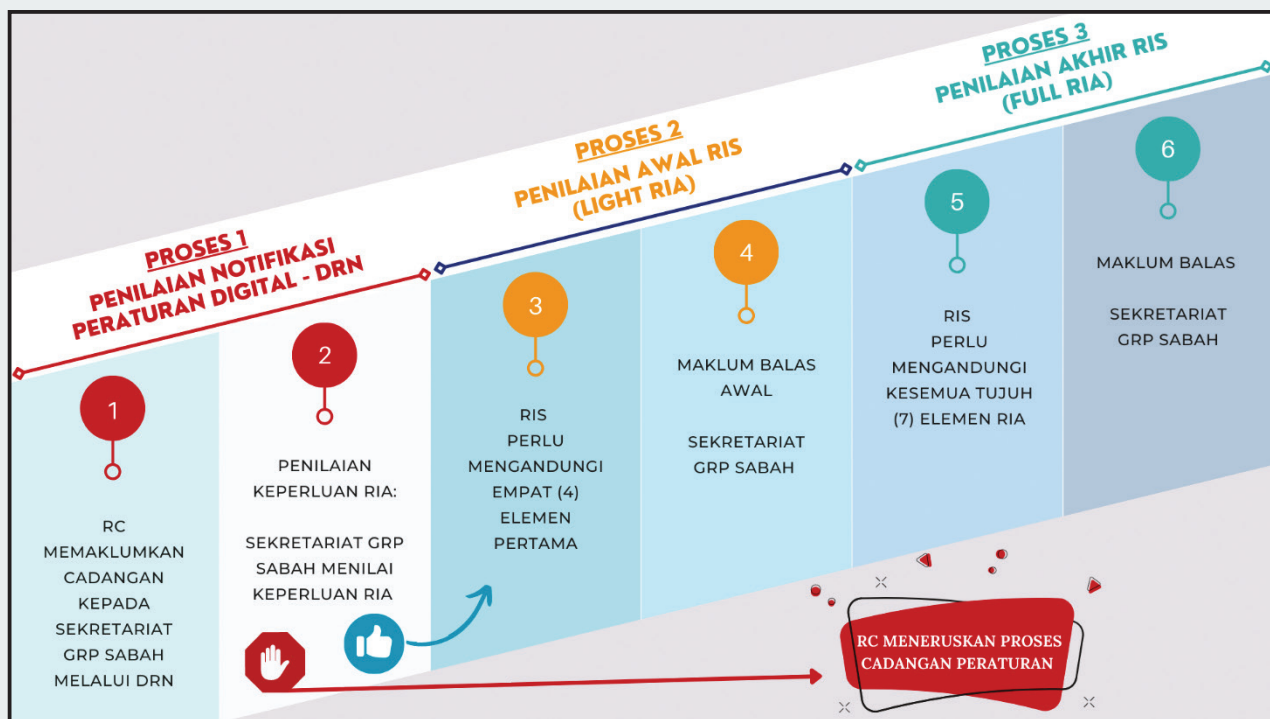 PROSES 1
PENILAIAN NOTIFIKASI
PERATURAN DIGITAL - DRN
1
RC
MEMAKLUMKAN
CADANGAN
KEPADA
SEKRETARIAT
GRP SABAH
MELALUI DRN
2
PENILAIAN
KEPERLUAN RIA:
SEKRETARIAT GRP
SABAH MENILAI
KEPERLUAN RIA
PROSES 2
PENILAIAN AWAL RIS
(LIGHT RIA)
3
RIS
PERLU
MENGANDUNGI
EMPAT (4)
ELEMEN
PERTAMA
4
MAKLUM BALAS
AWAL
SEKRETARIAT
GRP SABAH
PROSES 3
PENILAIAN AKHIR RIS
(FULL RIA)
5
RIS
PERLU
MENGANDUNGI
KESEMUA TUJUH
(7) ELEMEN RIA
6
MAKLUM BALAS
SEKRETARIAT
GRP SABAH
RC MENERUSKAN PROSES
CADANGAN PERATURAN